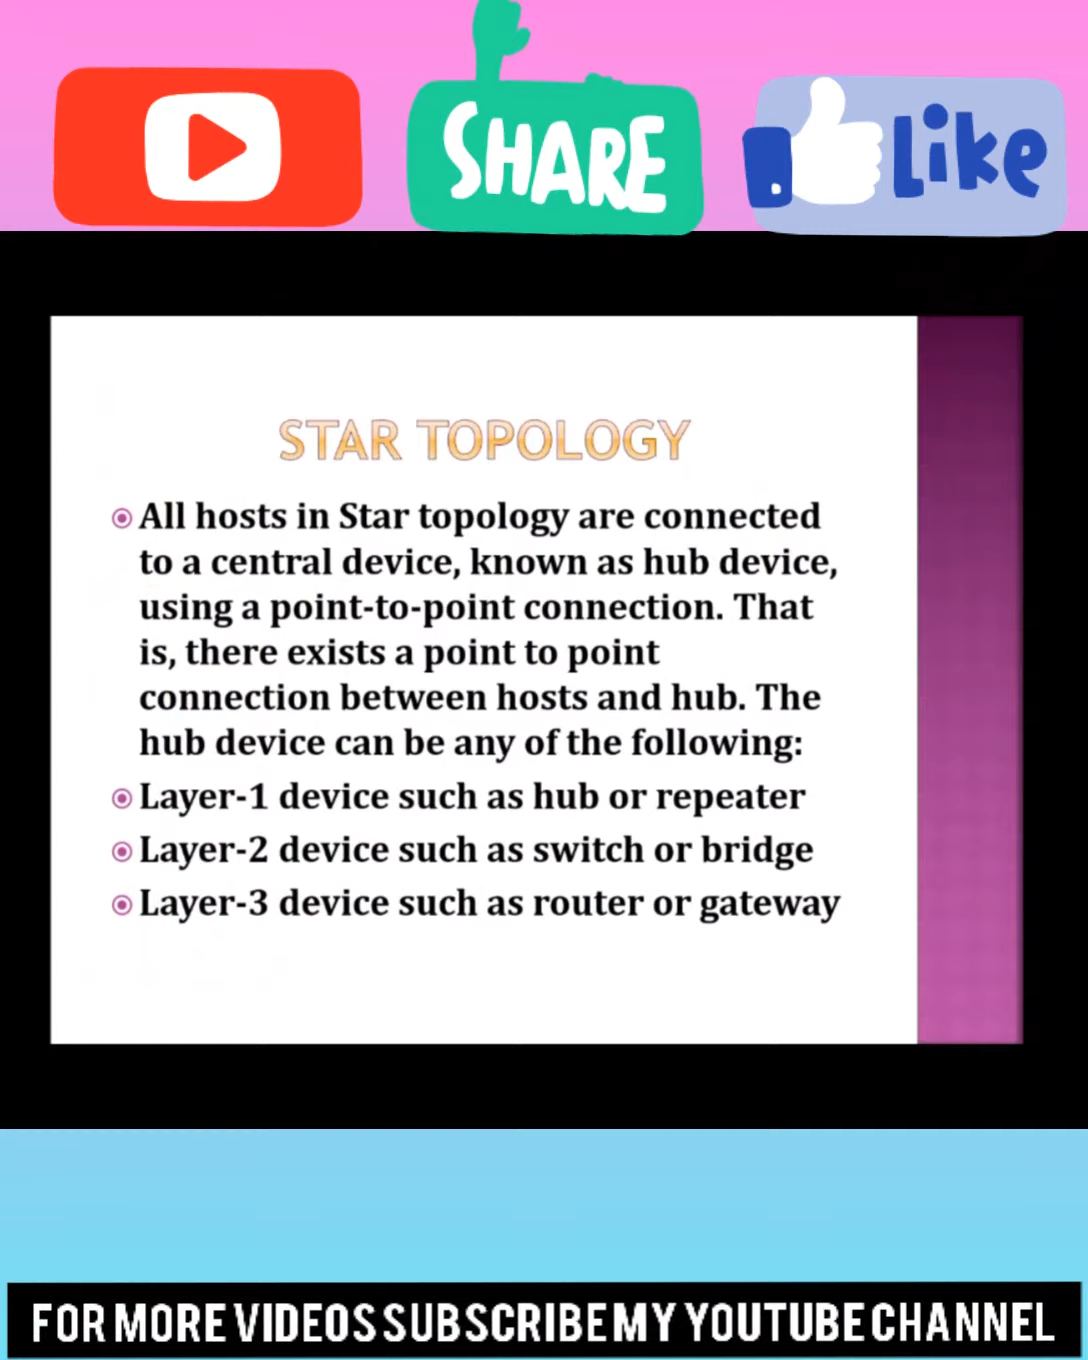 SHARE
Like
STAR TOPOLOGY
All hosts in Star topology are connected
to a central device, known as hub device,
using a point-to-point connection. That
is, there exists a point to point
connection between hosts and hub. The
hub device can be any of the following:
Layer-1 device such as hub or repeater
Layer-2 device such as switch or bridge
Layer-3 device such as router or gateway
FOR MORE VIDEOS SUBSCRIBE MY YOUTUBE CHANNEL